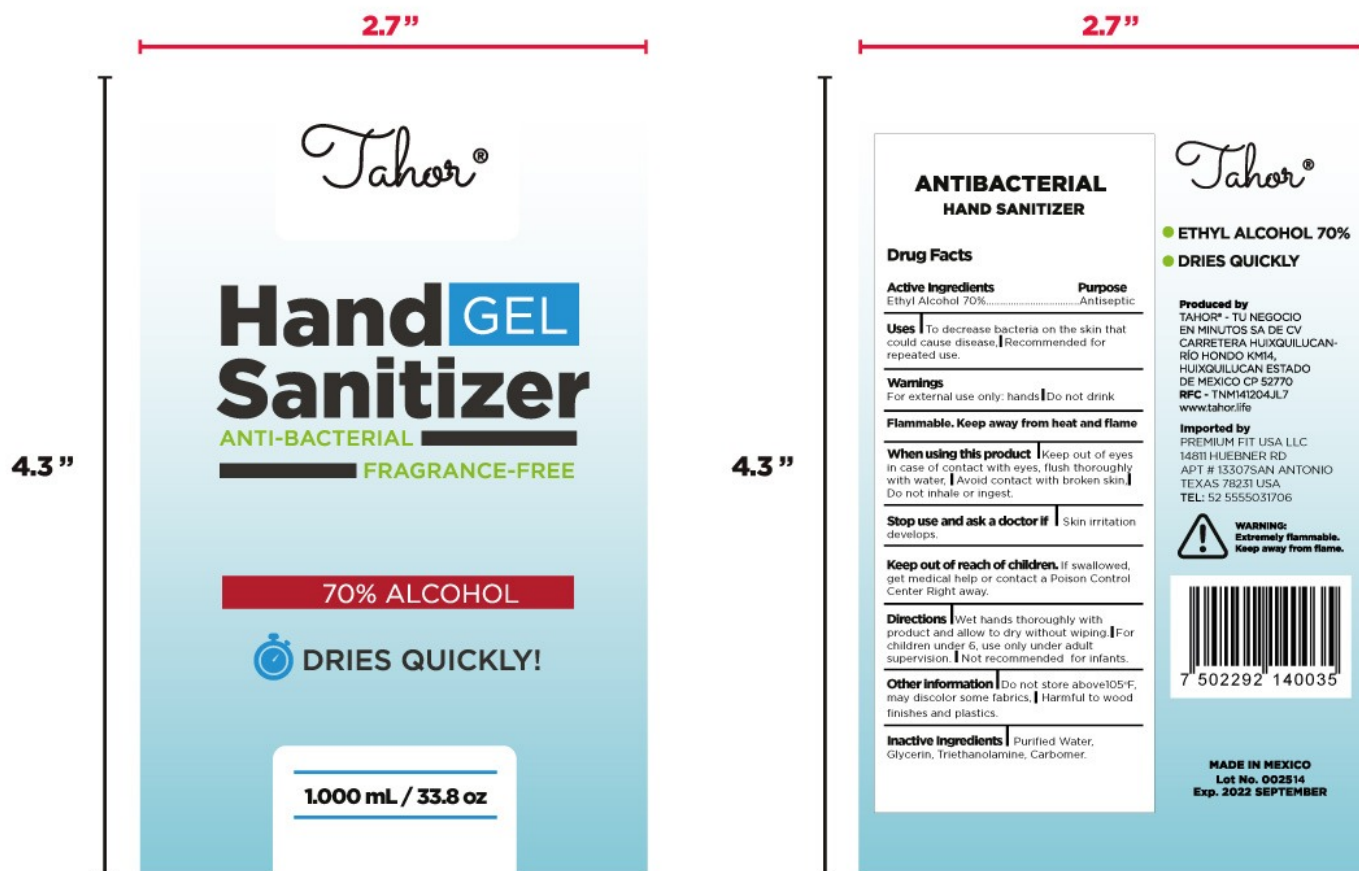 2.7”
4.3”
Tahor®
Hand GEL
Sanitizer
ANTI-BACTERIAL
FRAGRANCE-FREE
70% ALCOHOL
DRIES QUICKLY!
1.000 mL / 33.8 oz
2.7”
4.3”
ANTIBACTERIAL
HAND SANITIZER
Drug Facts
Active Ingredients Purpose
Ethyl Alcohol 70%..................................Antiseptic
Uses To decrease bacteria on the skin that
could cause disease, Recommended for
repeated use.
Warnings
For external use only: hands Do not drink
Flammable. Keep away from heat and flame
When using this product Keep out of eyes
in case of contact with eyes, flush thoroughly
with water, Avoid contact with broken skin,
Do not inhale or ingest.
Stop use and ask a doctor if Skin irritation
develops.
Keep out of reach of children. If swallowed,
get medical help or contact a Poison Control
Center Right away.
Directions Wet hands thoroughly with
product and allow to dry without wiping. For
children under 6, use only under adult
supervision. Not recommended for infants.
Other information Do not store above105°F,
may discolor some fabrics, Harmful to wood
finishes and plastics.
Inactive Ingredients Purified Water,
Glycerin, Triethanolamine, Carbomer.
Tahor®
ETHYL ALCOHOL 70%
DRIES QUICKLY
Produced by
TAHOR® - TU NEGOCIO
EN MINUTOS SA DE CV
CARRETERA HUIXQUILUCAN-
RÍO HONDO KM14,
HUIXQUILUCAN ESTADO
DE MEXICO CP 52770
RFC - TNM141204JL7
www.tahor.life
Imported by
PREMIUM FIT USA LLC
14811 HUEBNER RD
APT # 13307SAN ANTONIO
TEXAS 78231 USA
TEL: 52 5555031706
WARNING:
Extremely flammable.
Keep away from flame.
7 502292 140035
MADE IN MEXICO
Lot No. 002514
Exp. 2022 SEPTEMBER